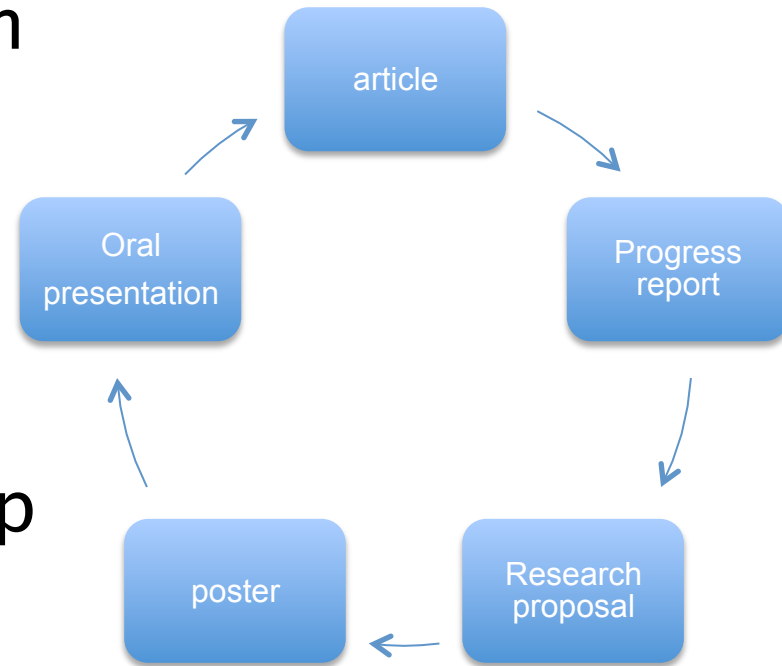 article
Oral
presentation
Progress
report
poster
Research
proposal